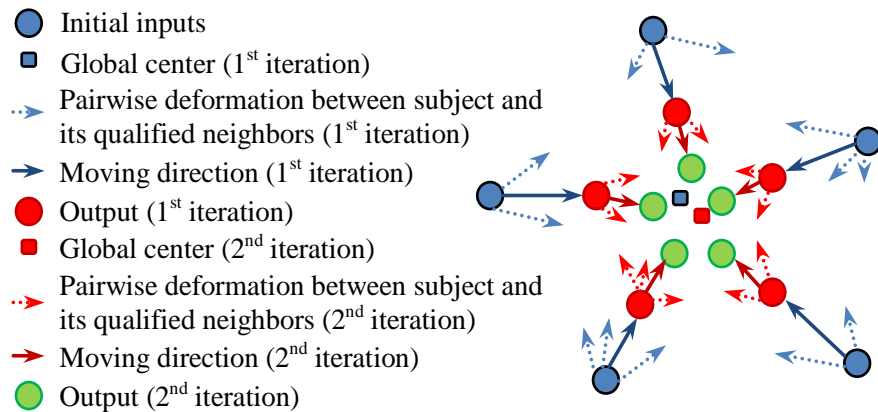 Initial inputs
Global center (1st iteration)
Pairwise deformation between subject and
its qualified neighbors (1st iteration)
Moving direction (1st iteration)
Output (1st iteration)
Global center (2nd iteration)
Pairwise deformation between subject and
its qualified neighbors (2nd iteration)
Moving direction (2nd iteration)
Output (2nd iteration)